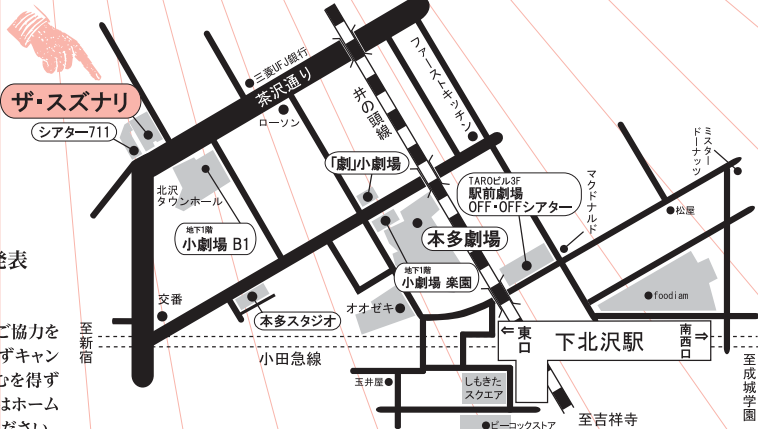 三菱UFJ銀行
茶沢通り
ファーストキッチン
ザ・スズナリ
シアター711
ローソン
井の頭線
ミスター
ドーナッツ
「劇」小劇場
北沢
タウンホール
TAROビル3F
駅前劇場
OFF・OFFシアター
マクドナルド
松屋
地下1階
小劇場 B1
本多劇場
地下1階
小劇場 楽園
発表
交番
本多スタジオ
オオゼキ
foodiam
ご協力を
ずキャン
むを得ず
はホーム
ださい。
至新宿
小田急線
⇐東口
下北沢駅
南西口⇒
至成城学園
玉井屋
しもきた
スクエア
至吉祥寺
ピーコックストア